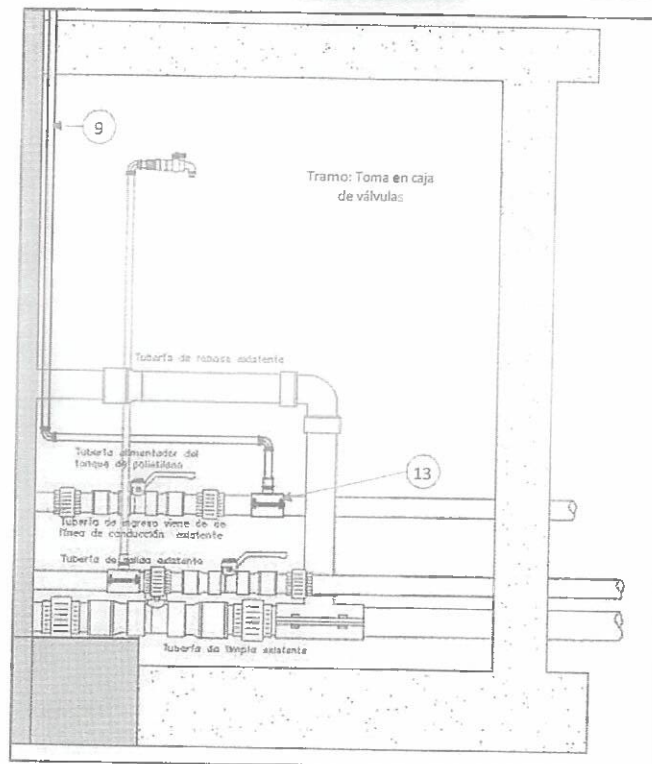 9
Tramo: Toma en caja
de válvulas
Tubería de rebose existente
Tubería alimentador del
tanque de polietileno
13
Tubería de ingreso viene de de
línea de conducción existente
Tubería de salida existente
Tubería de limpia existente